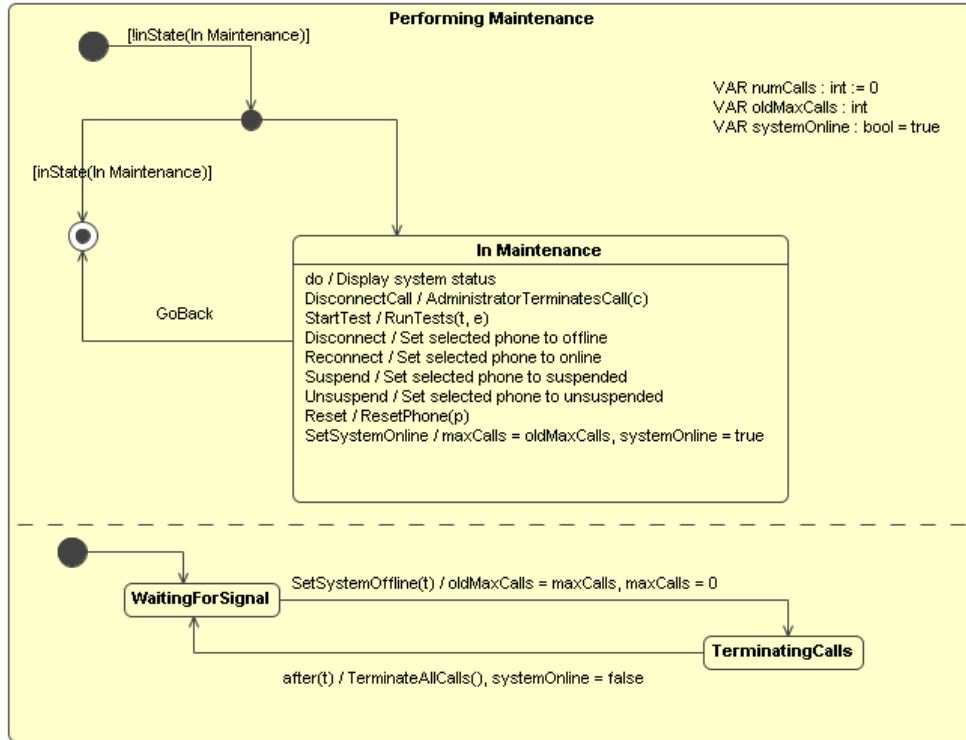 Performing Maintenance
[!inState(In Maintenance)]
VAR numCalls : int := 0
VAR oldMaxCalls : int
VAR systemOnline : bool = true
[inState(In Maintenance)]
In Maintenance
do / Display system status
DisconnectCall / AdministratorTerminatesCall(c)
StartTest / RunTests(t, e)
Disconnect / Set selected phone to offline
Reconnect / Set selected phone to online
Suspend / Set selected phone to suspended
Unsuspend / Set selected phone to unsuspended
Reset / ResetPhone(p)
SetSystemOnline / maxCalls = oldMaxCalls, systemOnline = true
GoBack
SetSystemOffline(t) / oldMaxCalls = maxCalls, maxCalls = 0
WaitingForSignal
TerminatingCalls
after(t) / TerminateAllCalls(), systemOnline = false